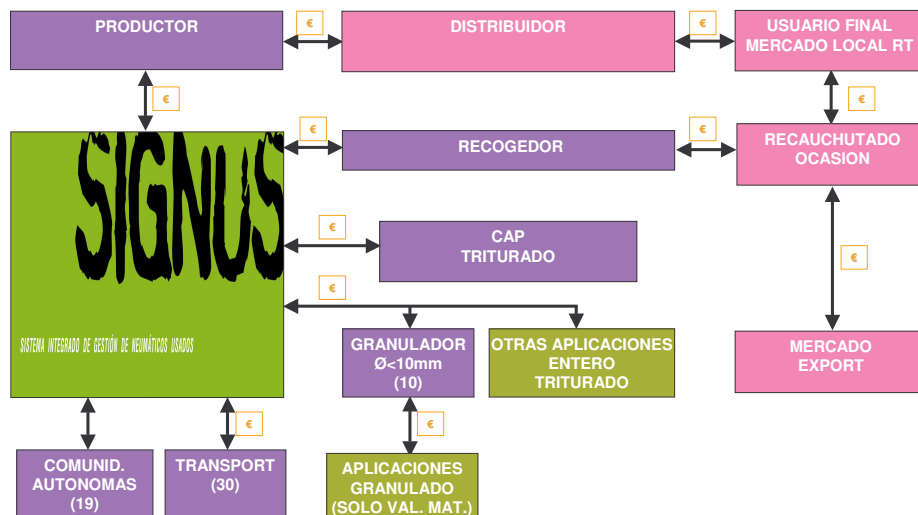 PRODUCTOR
€
DISTRIBUIDOR
€
USUARIO FINAL
MERCADO LOCAL RT
€
€
SIGNUS
SISTEMA INTEGRADO DE GESTIÓN DE NEUMÁTICOS USADOS
€
RECOGEDOR
€
RECAUCHUTADO
OCASION
€
CAP
TRITURADO
€
€
GRANULADOR
Ø<10mm
(10)
OTRAS APLICACIONES
ENTERO
TRITURADO
MERCADO
EXPORT
€
€
COMUNID.
AUTONOMAS
(19)
TRANSPORT
(30)
APLICACIONES
GRANULADO
(SOLO VAL. MAT.)